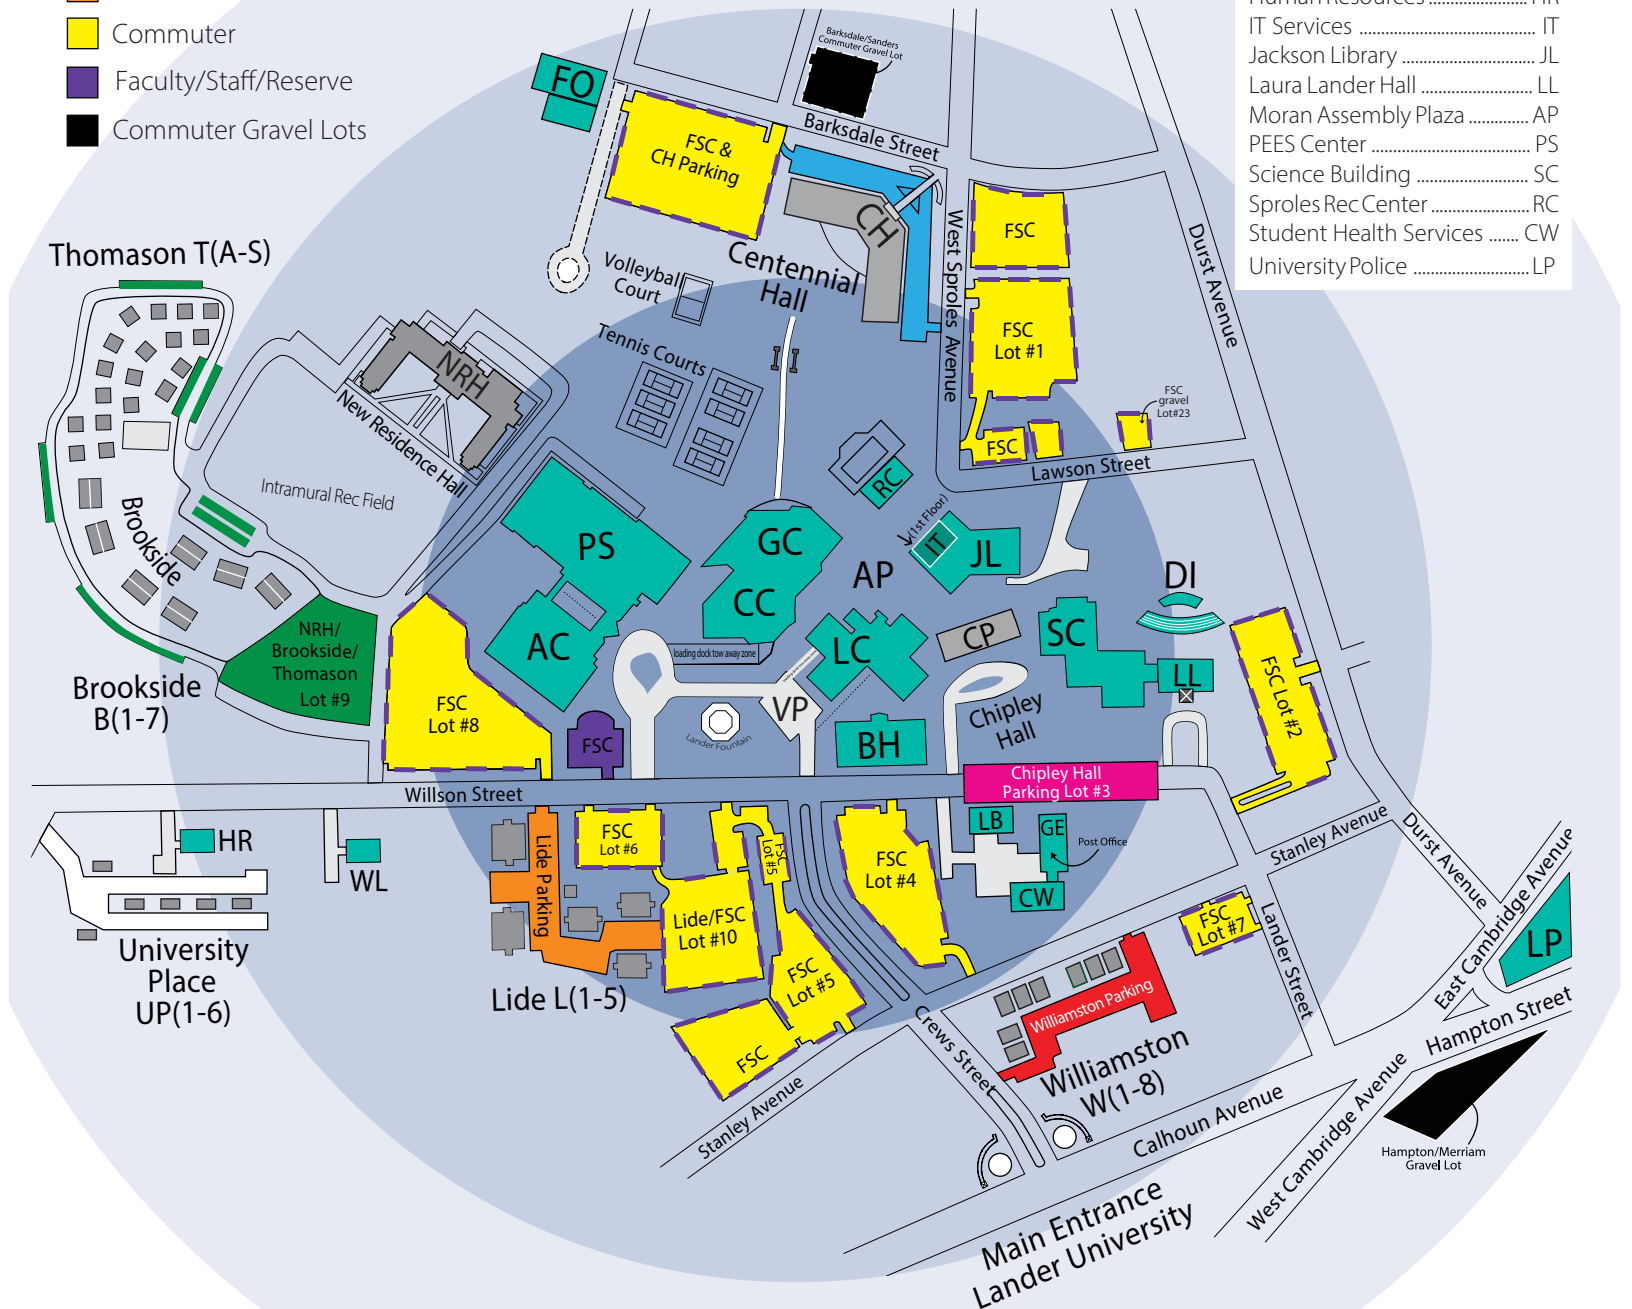 Commuter
Faculty/Staff/Reserve
Commuter Gravel Lots
IT Services ........................................ IT
Jackson Library .............................. JL
Laura Lander Hall ......................... LL
Moran Assembly Plaza ............. AP
PEES Center .................................... PS
Science Building ......................... SC
Sproles Rec Center ...................... RC
Student Health Services ....... CW
University Police .......................... LP
Barksdale/Sanders
Commuter Gravel Lot
FO
FSC &
CH Parking
Barksdale Street
CH
Centennial
Hall
West Sproles Avenue
Durst Avenue
FSC
FSC
Lot #1
FSC
gravel
Lot#23
FSC
Lawson Street
Thomason T(A-S)
Volleyball
Court
Tennis Courts
NRH
New Residence Hall
Intramural Rec Field
Brookside
RC
(1st Floor)
IT
JL
PS
GC
CC
AP
DI
AC
LC
CP
SC
LL
loading dock tow away zone
NRH/
Brookside/
Thomason
Lot #9
Brookside
B(1-7)
FSC
Lot #8
FSC
Lander Fountain
VP
BH
Chipley
Hall
FSC Lot #2
Chipley Hall
Parking Lot #3
Willson Street
HR
WL
Lide Parking
FSC
Lot #6
FSC
Lot #5
FSC
Lot #4
LB
GE
Post Office
CW
Stanley Avenue
Durst Avenue
East Cambridge Avenue
University
Place
UP(1-6)
Lide L(1-5)
Lide/FSC
Lot #10
FSC
Lot #5
FSC
FSC
Lot #7
Lander Street
LP
Hampton Street
Williamston Parking
Williamston
W(1-8)
Crews Street
Stanley Avenue
Calhoun Avenue
West Cambridge Avenue
Hampton/Merriam
Gravel Lot
Main Entrance
Lander University